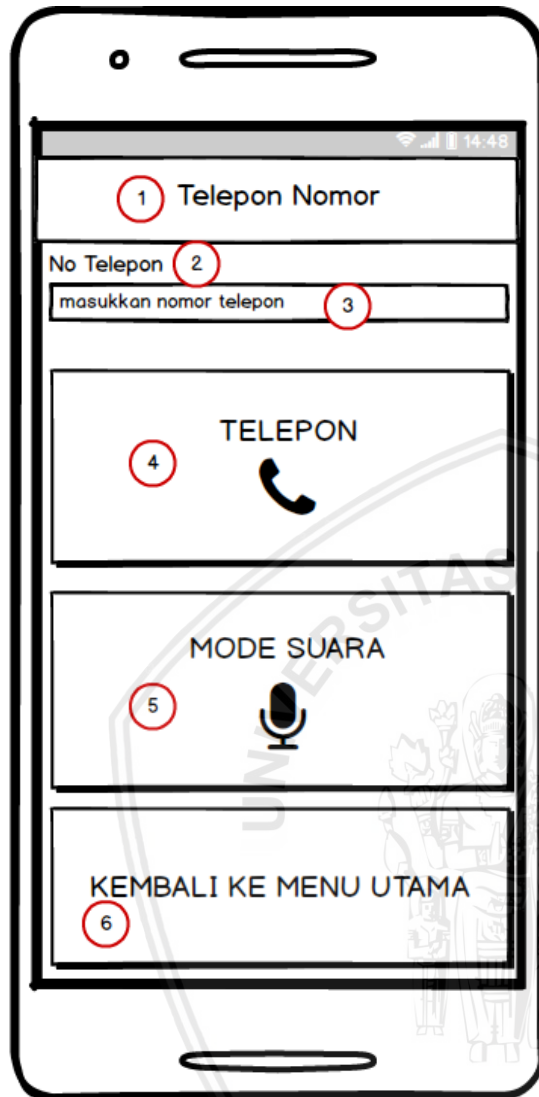 14:48
1 Telepon Nomor
No Telepon 2
masukkan nomor telepon 3
TELEPON
4
MODE SUARA
5
KEMBALI KE MENU UTAMA
6
UNIVERSITAS